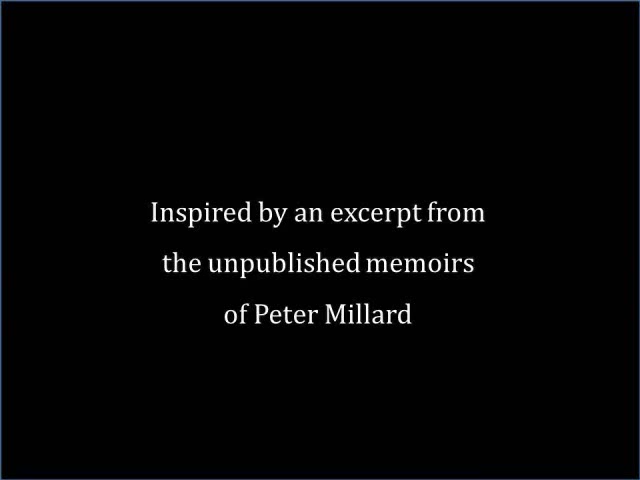 Inspired by an excerpt from
the unpublished memoirs
of Peter Millard